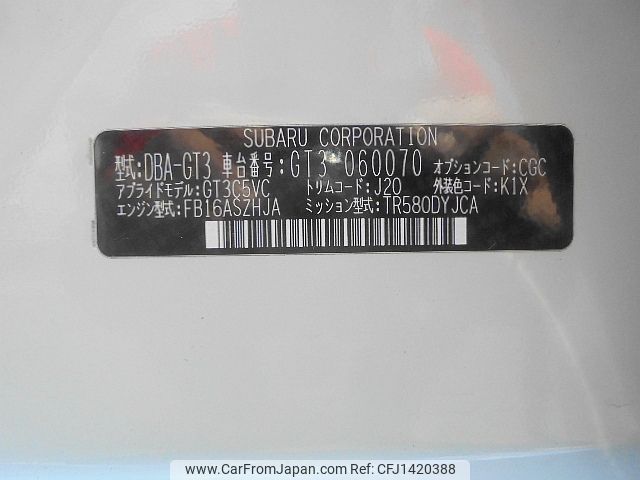 SUBARU CORPORATION
型式:DBA-GT3 車台番号:GT3-060070 オプションコード:CGC
アプライドモデル:GT3C5VC トリムコード:J20 外装色コード:K1X
エンジン型式:FB16ASZHJA ミッション型式:TR580DYJCA
www.CarFromJapan.com | CFJ1420388